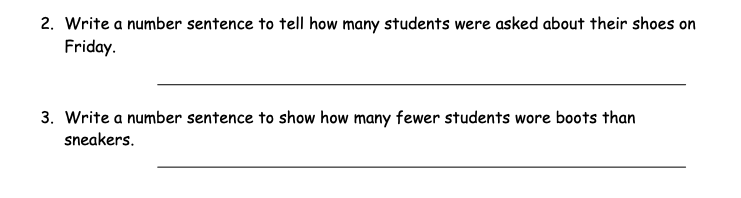 2. Write a number sentence to tell how many students were asked about their shoes on
Friday.
3. Write a number sentence to show how many fewer students wore boots than
sneakers.